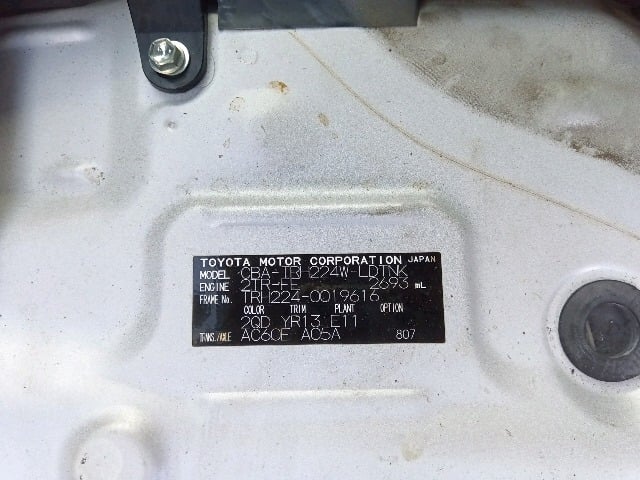 TOYOTA MOTOR CORPORATION JAPAN
MODEL CBA-TRH224W-LDTNK
ENGINE 2TR-FE 2693 mL
FRAME No. TRH224-0019616
COLOR TRIM PLANT OPTION
2QD YR13 E11
TRANS./AXLE AC60E A05A 807